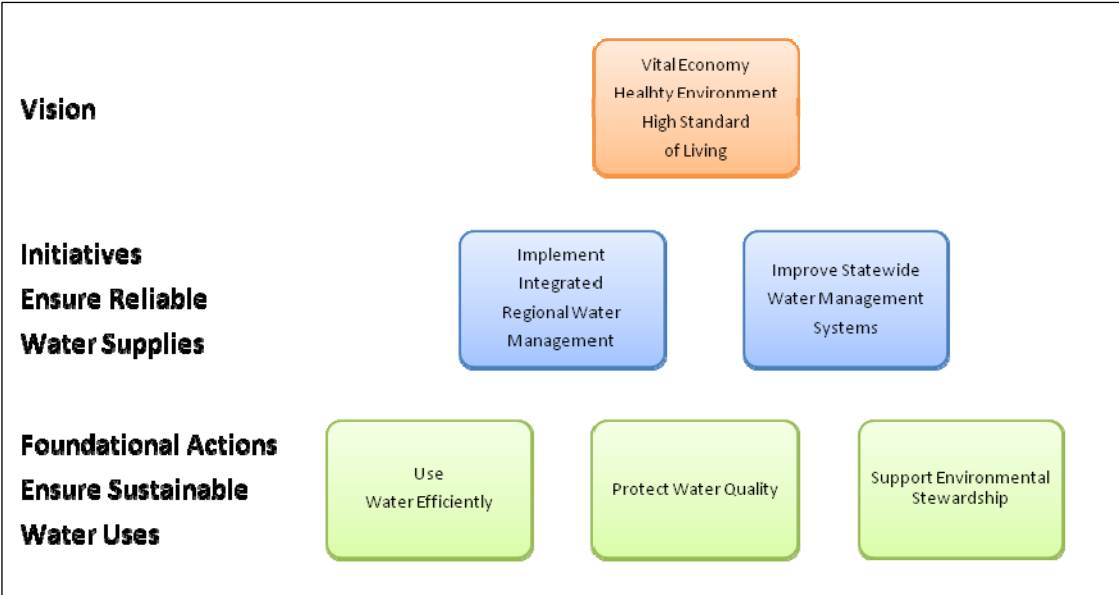 Vision
Vital Economy
Healhty Environment
High Standard
of Living
Initiatives
Ensure Reliable
Water Supplies
Implement
Integrated
Regional Water
Management
Improve Statewide
Water Management
Systems
Foundational Actions
Ensure Sustainable
Water Uses
Use
Water Efficiently
Protect Water Quality
Support Environmental
Stewardship